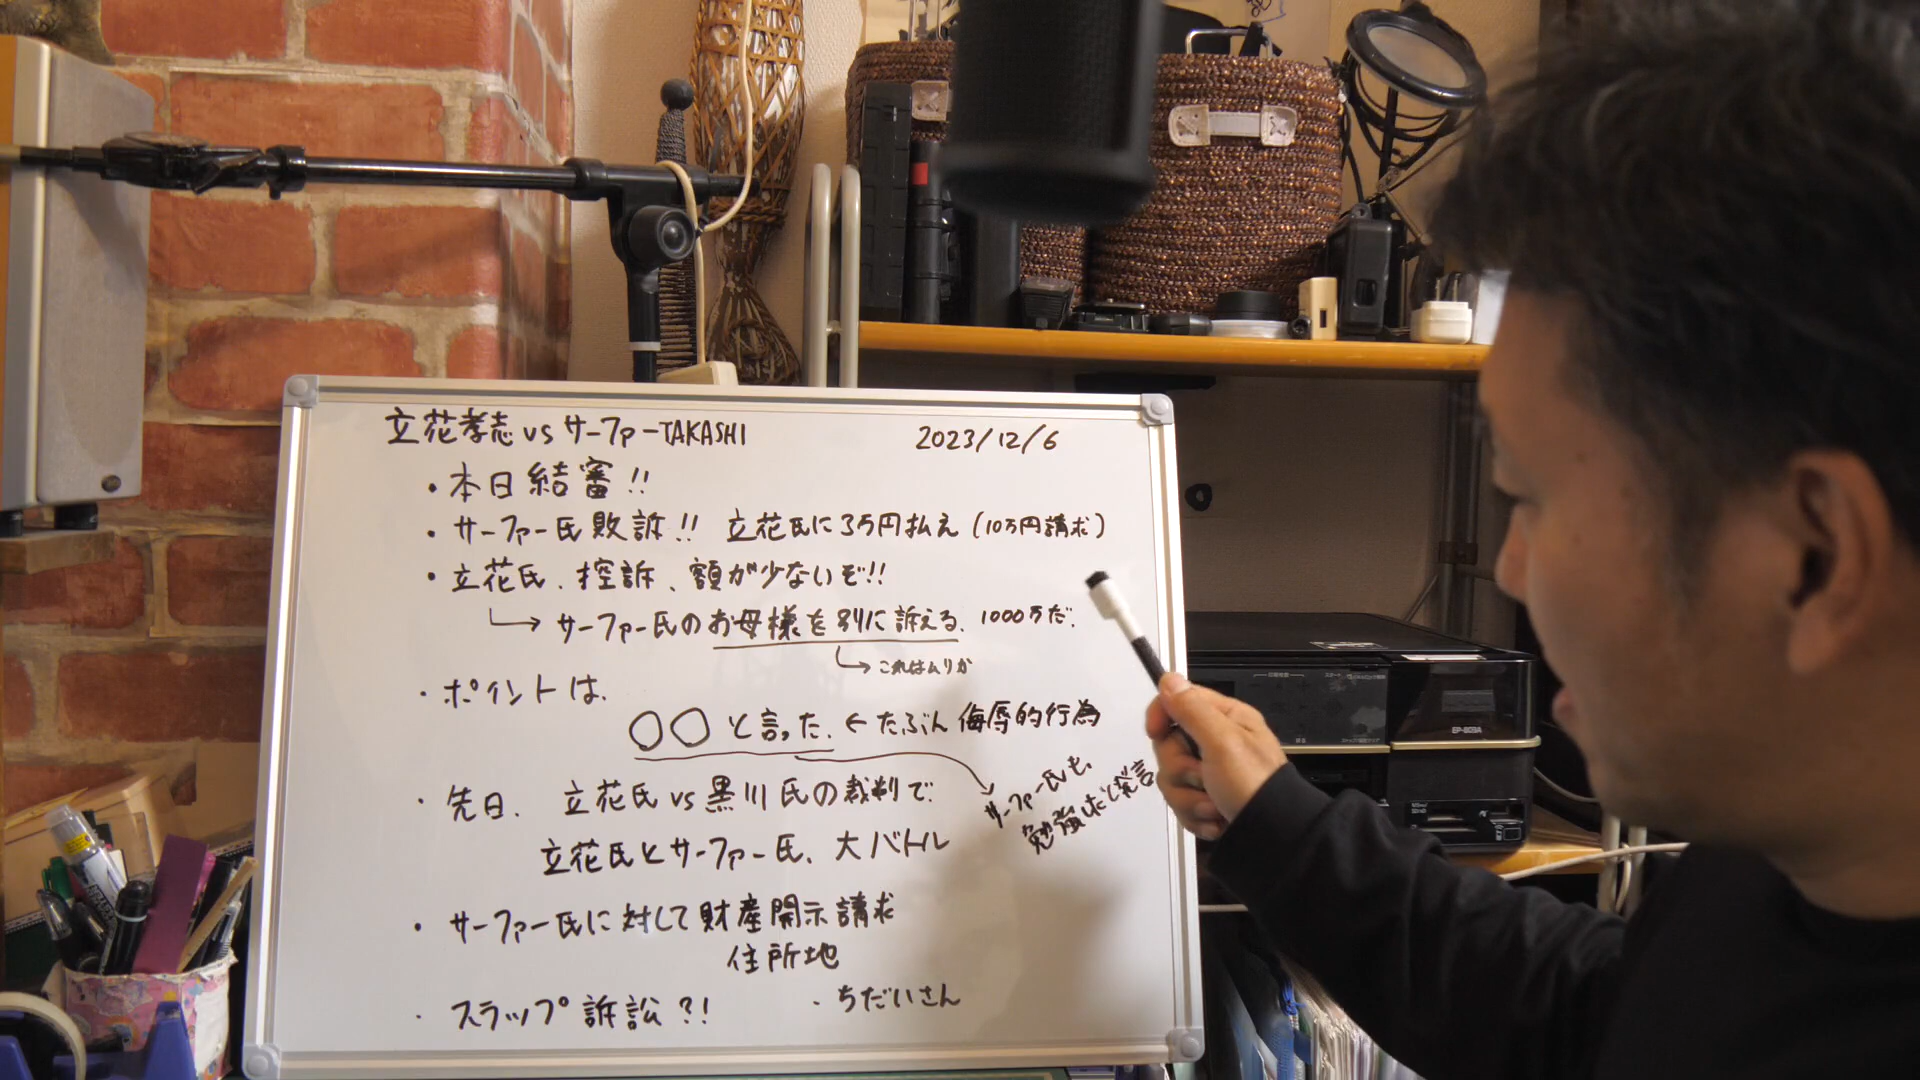 立花孝志 vs サーファーTAKASHI 2023/12/6
・本日結審!!
・サーファー氏敗訴!! 立花氏に3万円払え(10万円請求)
・立花氏、控訴、額が少ないぞ!!
→ サーファー氏のお母様を別に訴える、1000万だ.
→ これはムリか
・ポイントは、
○○と言った. ← たぶん侮辱的行為
サーファー氏も、
勉強しただし発言
・先日、立花氏 vs 黒川氏の裁判で、
立花氏とサーファー氏、大バトル
・サーファー氏に対して財産開示請求
住所地
・スラップ訴訟?! ・ちだいさん
EP-803A